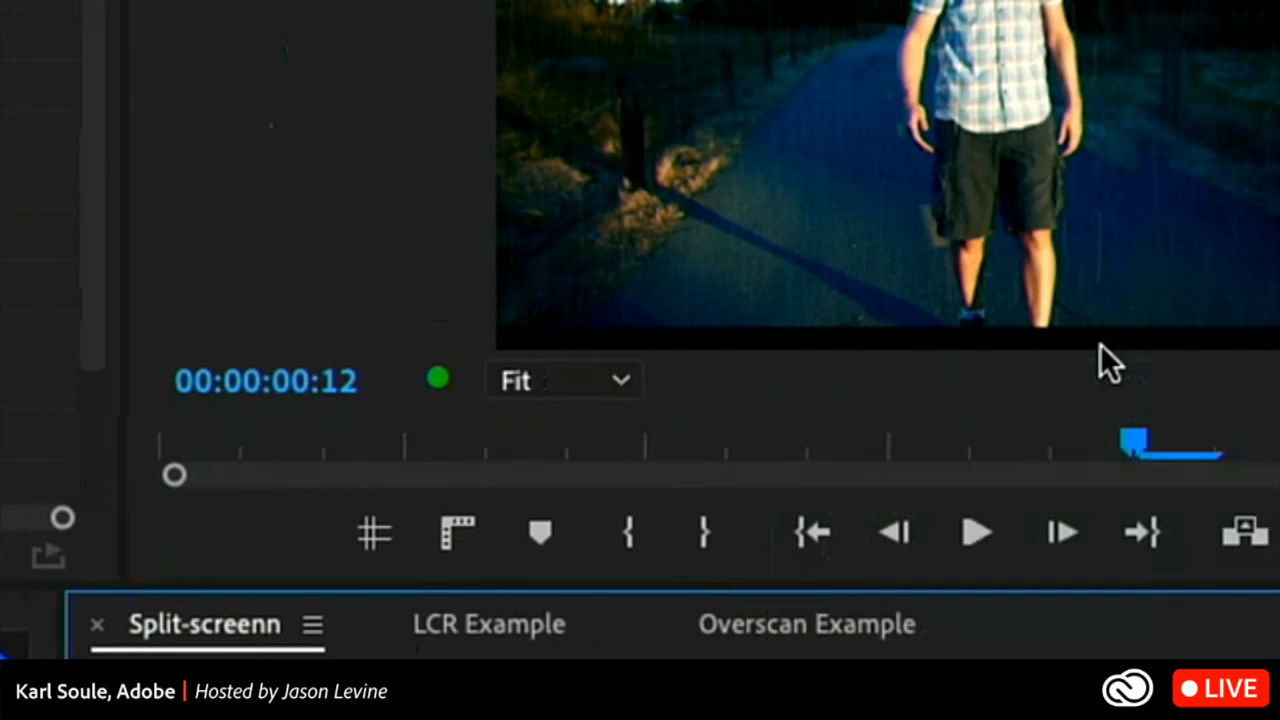 00:00:00:12
Fit
Split-screenn
LCR Example
Overscan Example
Karl Soule, Adobe | Hosted by Jason Levine
LIVE